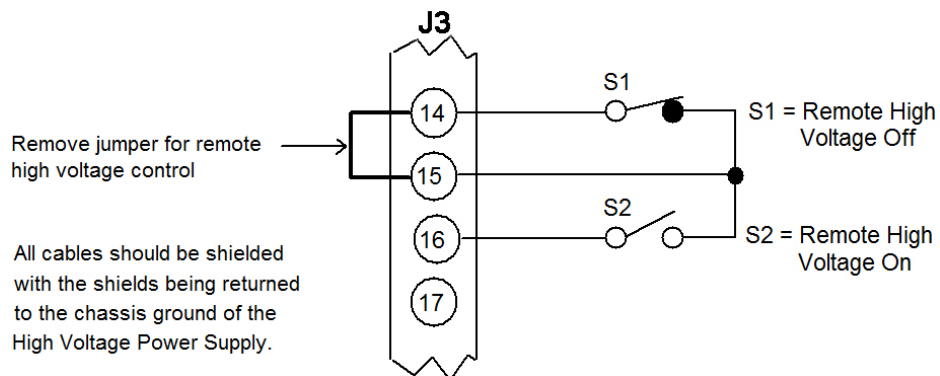 J3
14
S1
S1 = Remote High
Voltage Off
Remove jumper for remote
high voltage control
15
S2
16
S2 = Remote High
Voltage On
All cables should be shielded
with the shields being returned
to the chassis ground of the
High Voltage Power Supply.
17